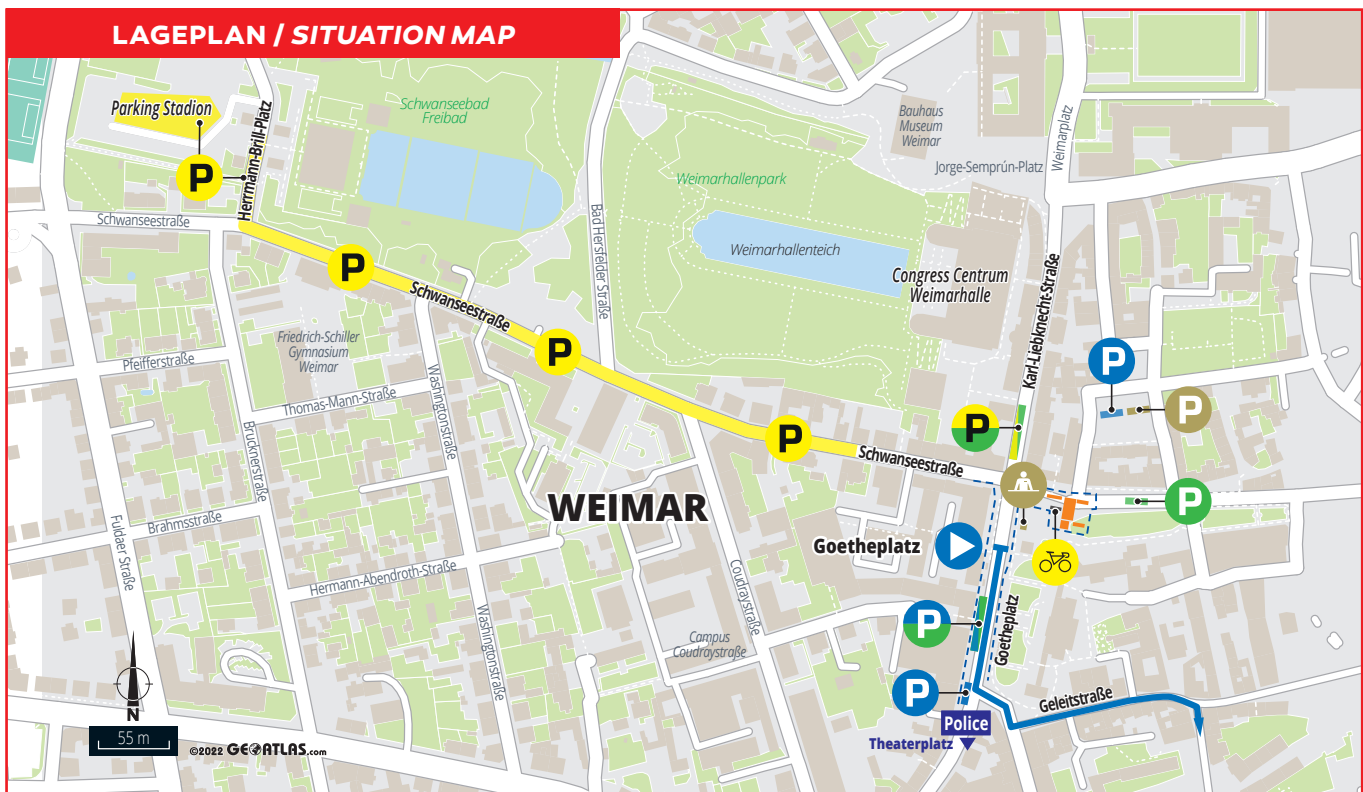 LAGEPLAN / SITUATION MAP
Parking Stadion
P
Hermann-Brill-Platz
Schwanseebad
Freibad
Bauhaus
Museum
Weimar
Weimarplatz
Jorge-Semprún-Platz
Weimarhallenpark
Schwanseestraße
Bad Hersfelder Straße
Weimarhallenteich
Congress Centrum
Weimarhalle
P
Schwanseestraße
Karl-Liebknecht-Straße
Friedrich-Schiller
Gymnasium
Weimar
Pfeifferstraße
P
P
Washingtonstraße
Thomas-Mann-Straße
P
P
P
Schwanseestraße
Brucknerstraße
WEIMAR
P
Fuldaer Straße
Brahmsstraße
Goetheplatz
Hermann-Abendroth-Straße
Coudraystraße
Washingtonstraße
P
Goetheplatz
Campus
Coudraystraße
P
Geleitstraße
Police
Theaterplatz
N
55 m
©2022 GEOATLAS.com